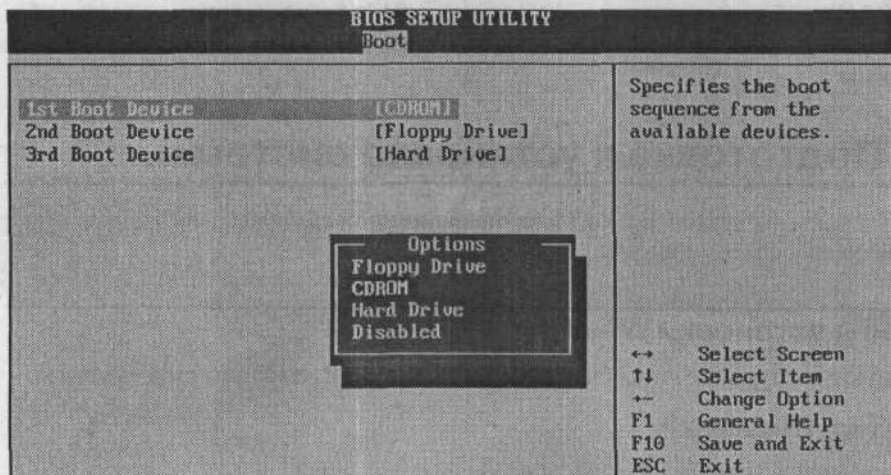 BIOS SETUP UTILITY
Boot
1st Boot Device [CDROM]
2nd Boot Device [Floppy Drive]
3rd Boot Device [Hard Drive]
Specifies the boot
sequence from the
available devices.
Options
Floppy Drive
CDROM
Hard Drive
Disabled
←→ Select Screen
↑↓ Select Item
+- Change Option
F1 General Help
F10 Save and Exit
ESC Exit